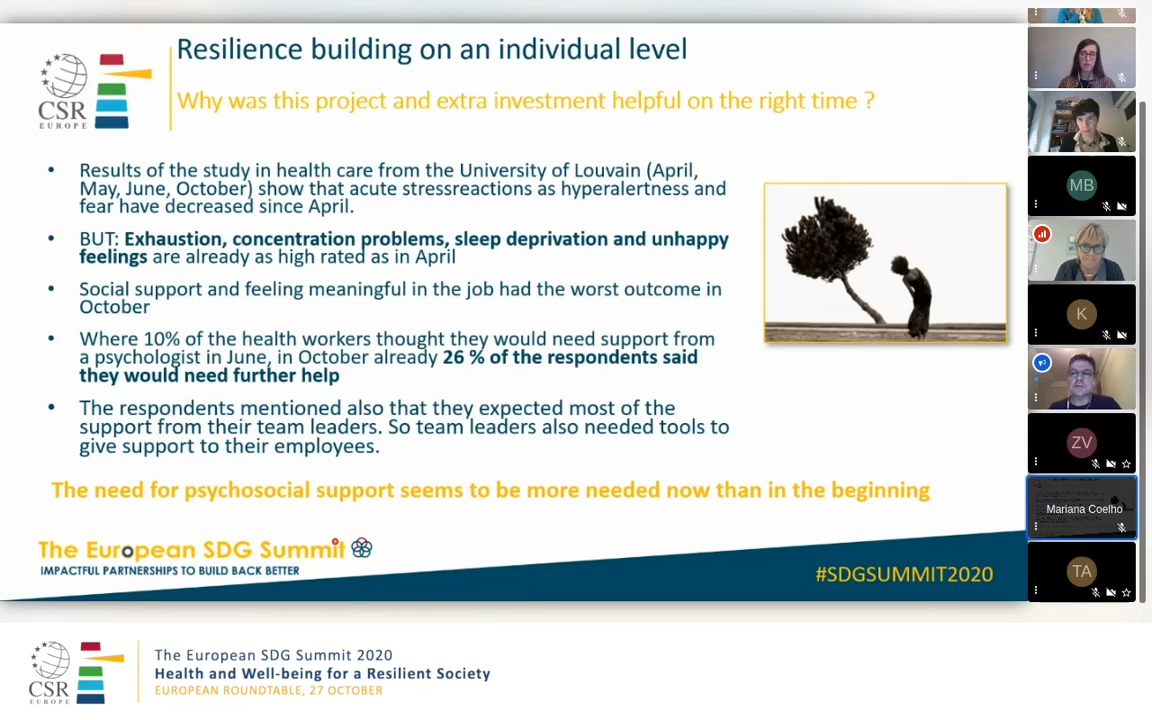 Resilience building on an individual level
Why was this project and extra investment helpful on the right time ?
CSR
EUROPE
• Results of the study in health care from the University of Louvain (April,
May, June, October) show that acute stressreactions as hyperalertness and
fear have decreased since April.
• BUT: Exhaustion, concentration problems, sleep deprivation and unhappy
feelings are already as high rated as in April
• Social support and feeling meaningful in the job had the worst outcome in
October
• Where 10% of the health workers thought they would need support from
a psychologist in June, in October already 26 % of the respondents said
they would need further help
• The respondents mentioned also that they expected most of the
support from their team leaders. So team leaders also needed tools to
give support to their employees.
The need for psychosocial support seems to be more needed now than in the beginning
The European SDG Summit
IMPACTFUL PARTNERSHIPS TO BUILD BACK BETTER
#SDGSUMMIT2020
MB
K
ZV
Mariana Coelho
TA
CSR
EUROPE
The European SDG Summit 2020
Health and Well-being for a Resilient Society
EUROPEAN ROUNDTABLE, 27 OCTOBER